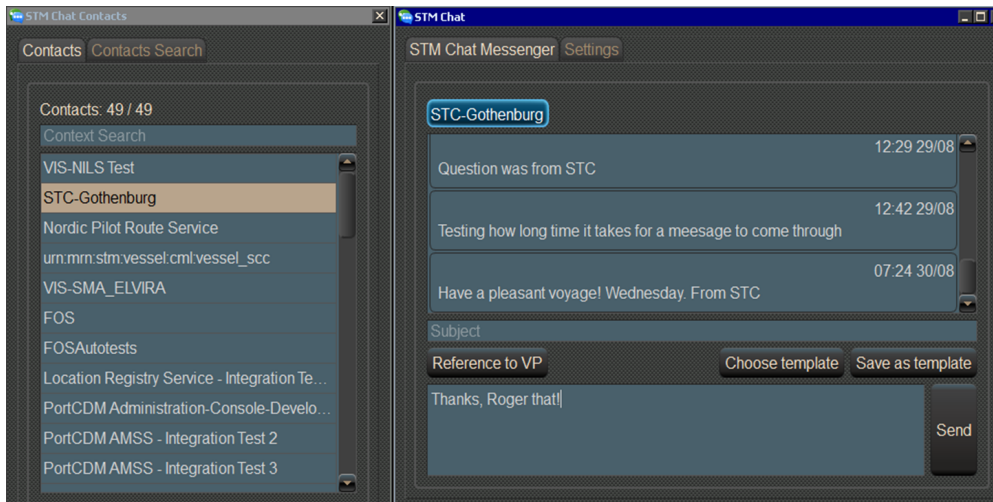 STM Chat Contacts
Contacts
Contacts Search
Contacts: 49 / 49
Context Search
VIS-NILS Test
STC-Gothenburg
Nordic Pilot Route Service
urn:mrn:stm:vessel:cml:vessel_scc
VIS-SMA_ELVIRA
FOS
FOSAutotests
Location Registry Service - Integration Te...
PortCDM Administration-Console-Develo...
PortCDM AMSS - Integration Test 2
PortCDM AMSS - Integration Test 3
STM Chat
STM Chat Messenger
Settings
STC-Gothenburg
12:29 29/08
Question was from STC
12:42 29/08
Testing how long time it takes for a meesage to come through
07:24 30/08
Have a pleasant voyage! Wednesday. From STC
Subject
Reference to VP
Choose template
Save as template
Thanks, Roger that!
Send